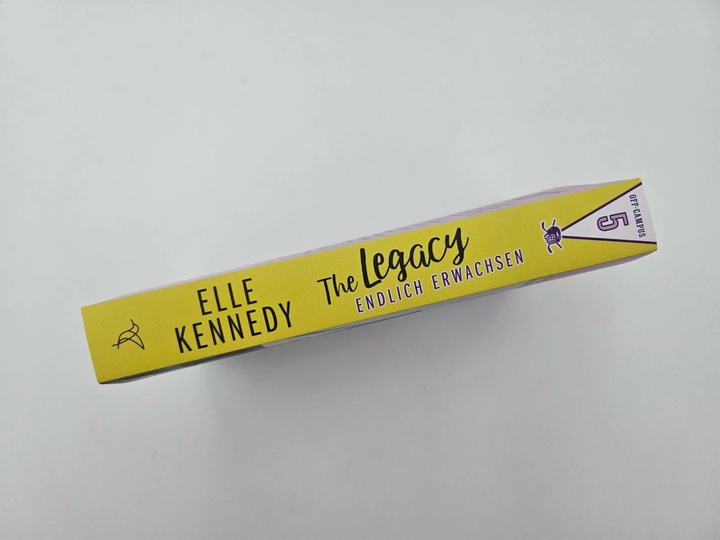 ELLE
KENNEDY
The Legacy
ENDLICH ERWACHSEN
5
OFF-CAMPUS